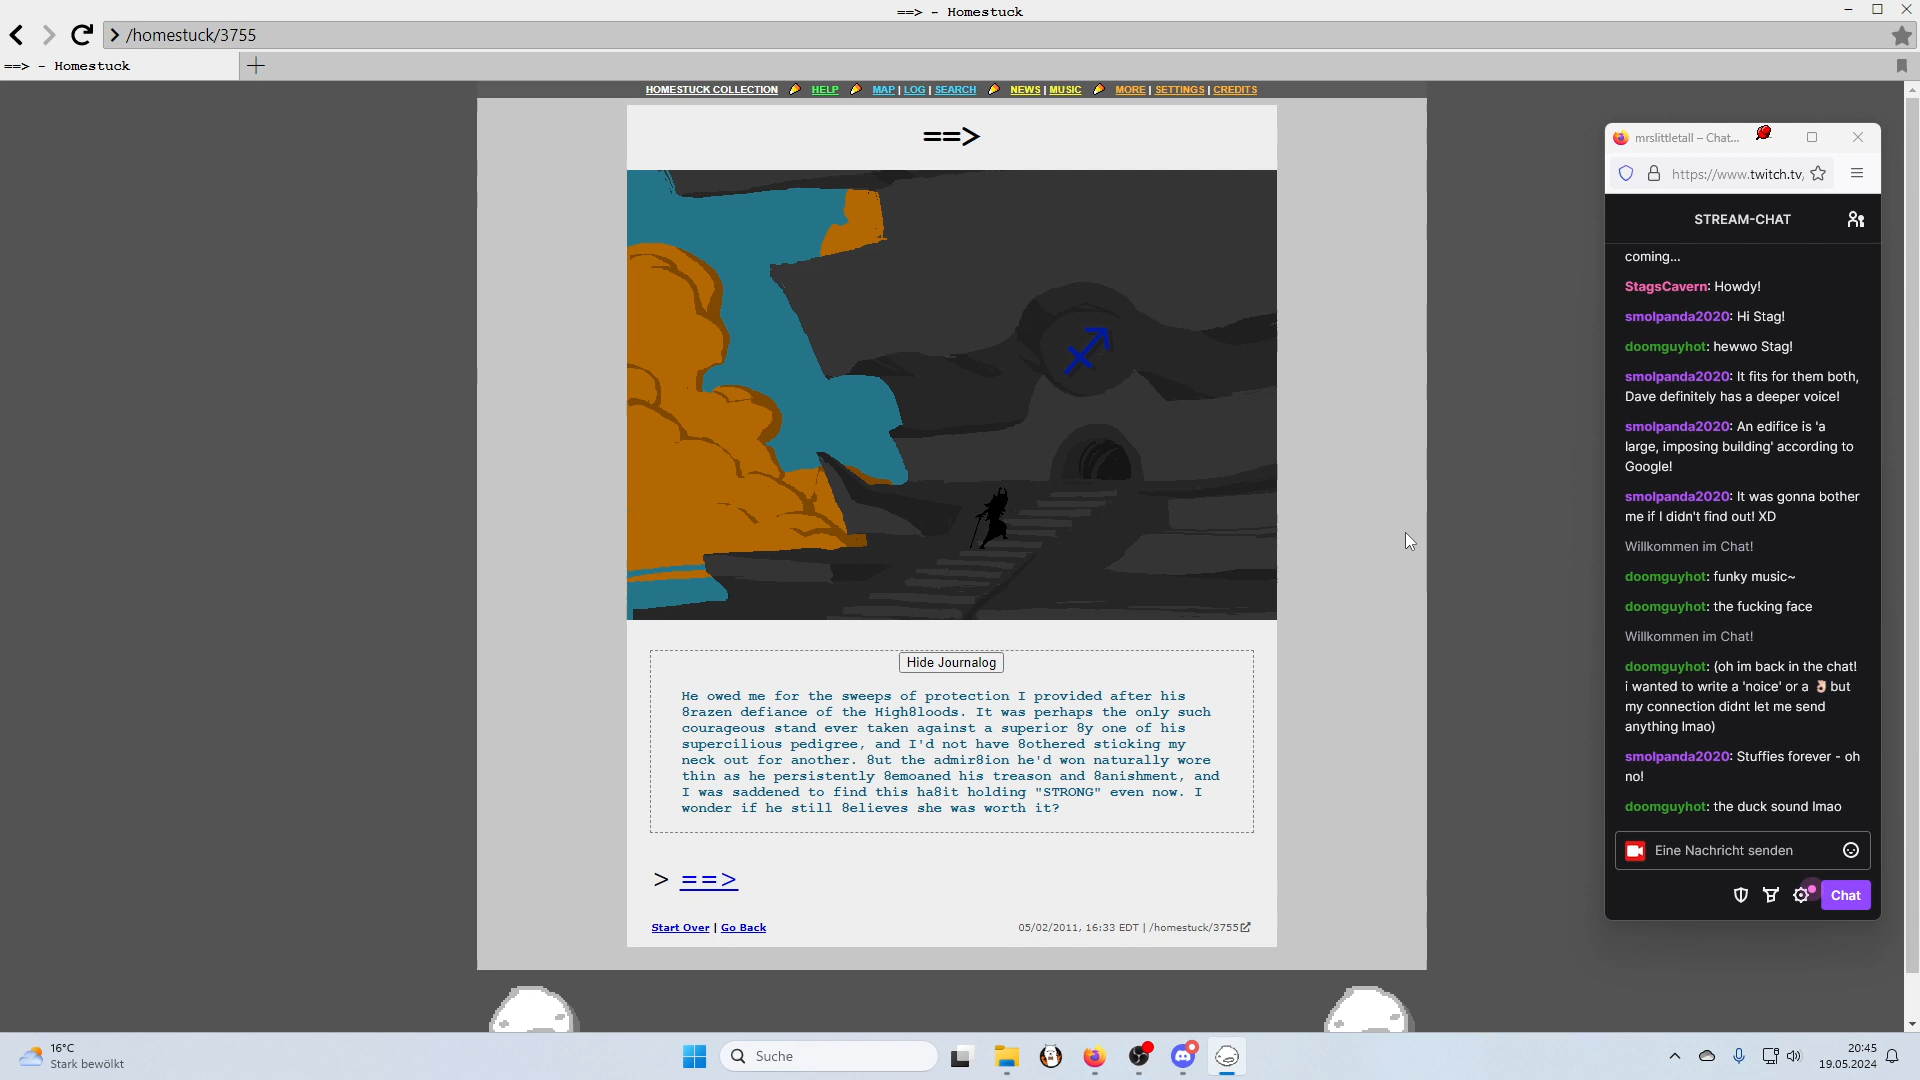 ==> - Homestuck
/homestuck/3755
==> - Homestuck
HOMESTUCK COLLECTION HELP MAP | LOG | SEARCH NEWS | MUSIC MORE | SETTINGS | CREDITS
==>
Hide Journalog
He owed me for the sweeps of protection I provided after his
8razen defiance of the High8loods. It was perhaps the only such
courageous stand ever taken against a superior 8y one of his
supercilious pedigree, and I'd not have 8othered sticking my
neck out for another. 8ut the admir8ion he'd won naturally wore
thin as he persistently 8emoaned his treason and 8anishment, and
I was saddened to find this ha8it holding "STRONG" even now. I
wonder if he still 8elieves she was worth it?
> ==>
Start Over | Go Back
05/02/2011, 16:33 EDT | /homestuck/3755
mrslittletall – Chat...
https://www.twitch.tv/
STREAM-CHAT
coming...
StagsCavern: Howdy!
smolpanda2020: Hi Stag!
doomguyhot: hewwo Stag!
smolpanda2020: It fits for them both,
Dave definitely has a deeper voice!
smolpanda2020: An edifice is 'a
large, imposing building' according to
Google!
smolpanda2020: It was gonna bother
me if I didn't find out! XD
Willkommen im Chat!
doomguyhot: funky music~
doomguyhot: the fucking face
Willkommen im Chat!
doomguyhot: (oh im back in the chat!
i wanted to write a 'noice' or a 👌 but
my connection didnt let me send
anything lmao)
smolpanda2020: Stuffies forever - oh
no!
doomguyhot: the duck sound lmao
Eine Nachricht senden
Chat
16°C
Stark bewölkt
Suche
20:45
19.05.2024